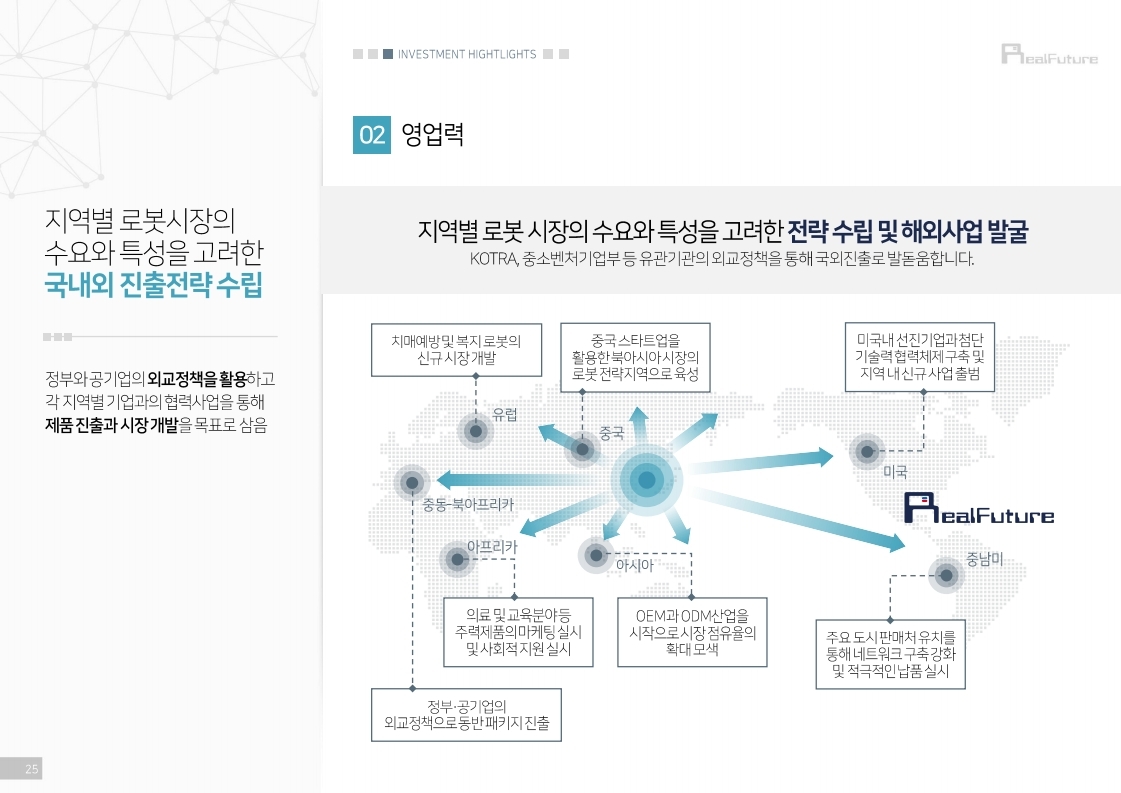 INVESTMENT HIGHTLIGHTS
RealFuture
02 영업력
지역별 로봇시장의
수요와 특성을 고려한
국내외 진출전략 수립
정부와 공기업의 외교정책을 활용하고
각 지역별 기업과의 협력사업을 통해
제품 진출과 시장 개발을 목표로 삼음
지역별 로봇 시장의 수요와 특성을 고려한 전략 수립 및 해외사업 발굴
KOTRA, 중소벤처기업부 등 유관기관의 외교정책을 통해 국외진출로 발돋움합니다.
치매예방 및 복지 로봇의
신규 시장 개발
중국 스타트업을
활용한 북아시아 시장의
로봇 전략지역으로 육성
미국내 선진기업과 첨단
기술력 협력체제 구축 및
지역 내 신규 사업 출범
유럽
중국
미국
중동·북아프리카
RealFuture
아프리카
아시아
중남미
의료 및 교육분야 등
주력제품의 마케팅 실시
및 사회적 지원 실시
OEM과 ODM산업을
시작으로 시장 점유율의
확대 모색
주요 도시 판매처 유치를
통해 네트워크 구축 강화
및 적극적인 납품 실시
정부·공기업의
외교정책으로 동반 패키지 진출
25